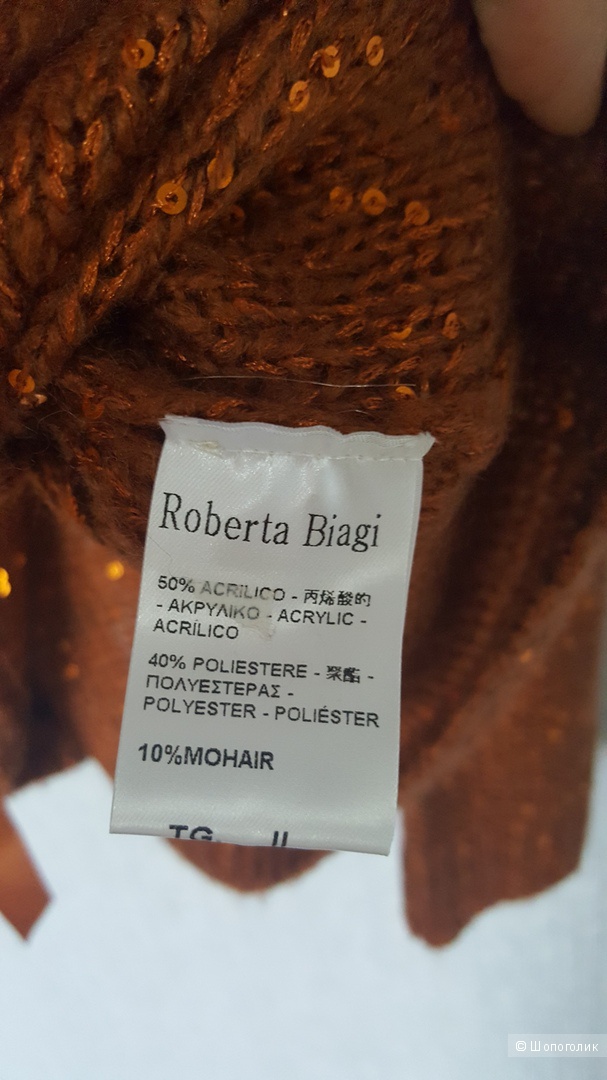 Roberta Biagi
50% ACRILICO - 丙烯酸的
- ΑΚΡΥΛΙΚΟ - ACRYLIC -
ACRÍLICO
40% POLIESTERE - 聚酯 -
ΠΟΛΥΕΣΤΕΡΑΣ -
POLYESTER - POLIÉSTER
10%MOHAIR
TG.
© Шопоголик